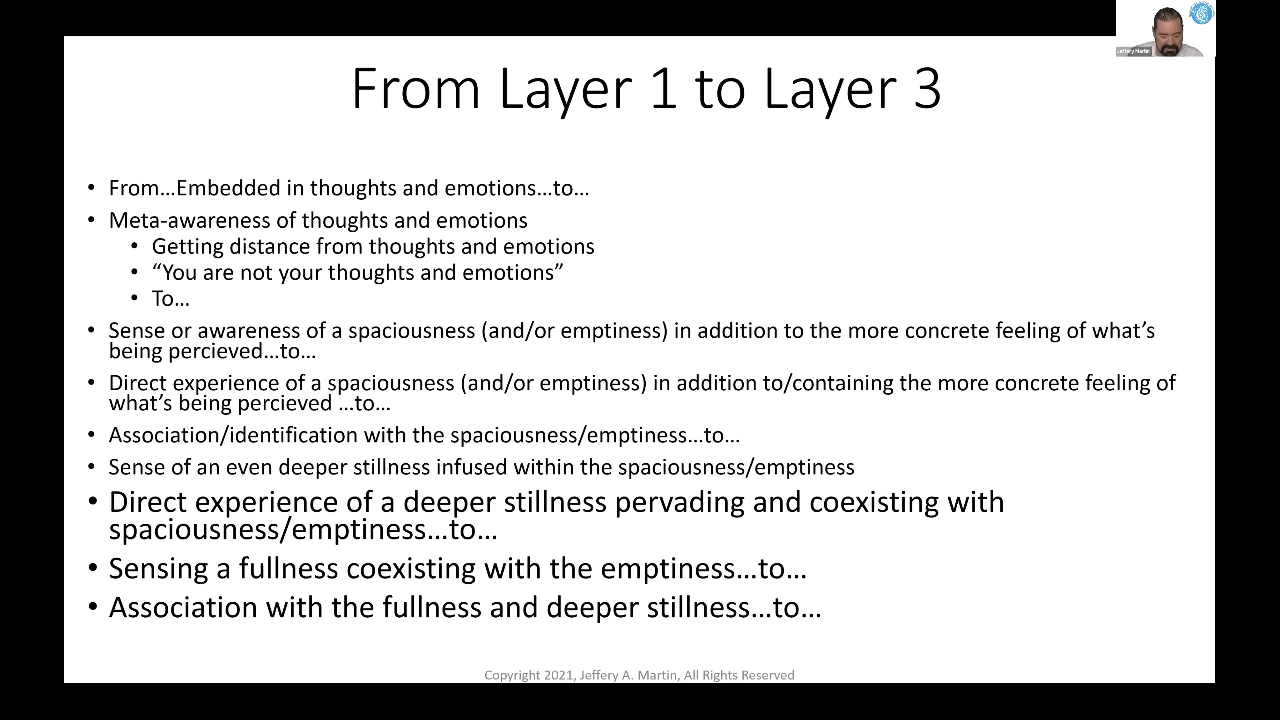 Jeffery Martin
From Layer 1 to Layer 3
• From...Embedded in thoughts and emotions...to...
• Meta-awareness of thoughts and emotions
• Getting distance from thoughts and emotions
• “You are not your thoughts and emotions”
• To...
• Sense or awareness of a spaciousness (and/or emptiness) in addition to the more concrete feeling of what’s
being percieved...to...
• Direct experience of a spaciousness (and/or emptiness) in addition to/containing the more concrete feeling of
what’s being percieved ...to...
• Association/identification with the spaciousness/emptiness...to...
• Sense of an even deeper stillness infused within the spaciousness/emptiness
• Direct experience of a deeper stillness pervading and coexisting with
spaciousness/emptiness...to...
• Sensing a fullness coexisting with the emptiness...to...
• Association with the fullness and deeper stillness...to...
Copyright 2021, Jeffery A. Martin, All Rights Reserved